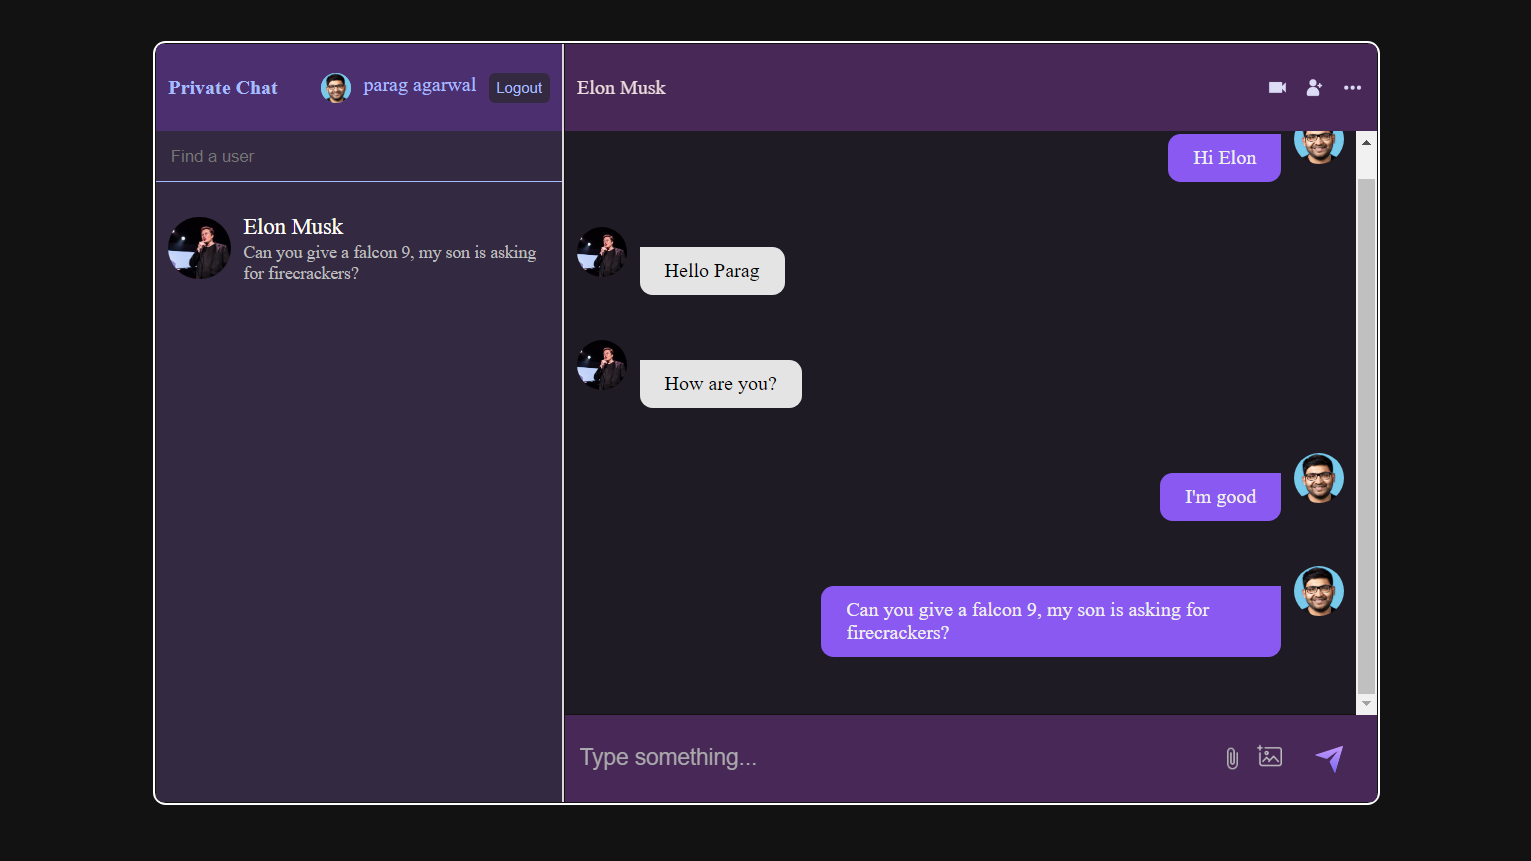 Private Chat
parag agarwal
Logout
Find a user
Elon Musk
Can you give a falcon 9, my son is asking
for firecrackers?
Elon Musk
Hi Elon
Hello Parag
How are you?
I'm good
Can you give a falcon 9, my son is asking for
firecrackers?
Type something...